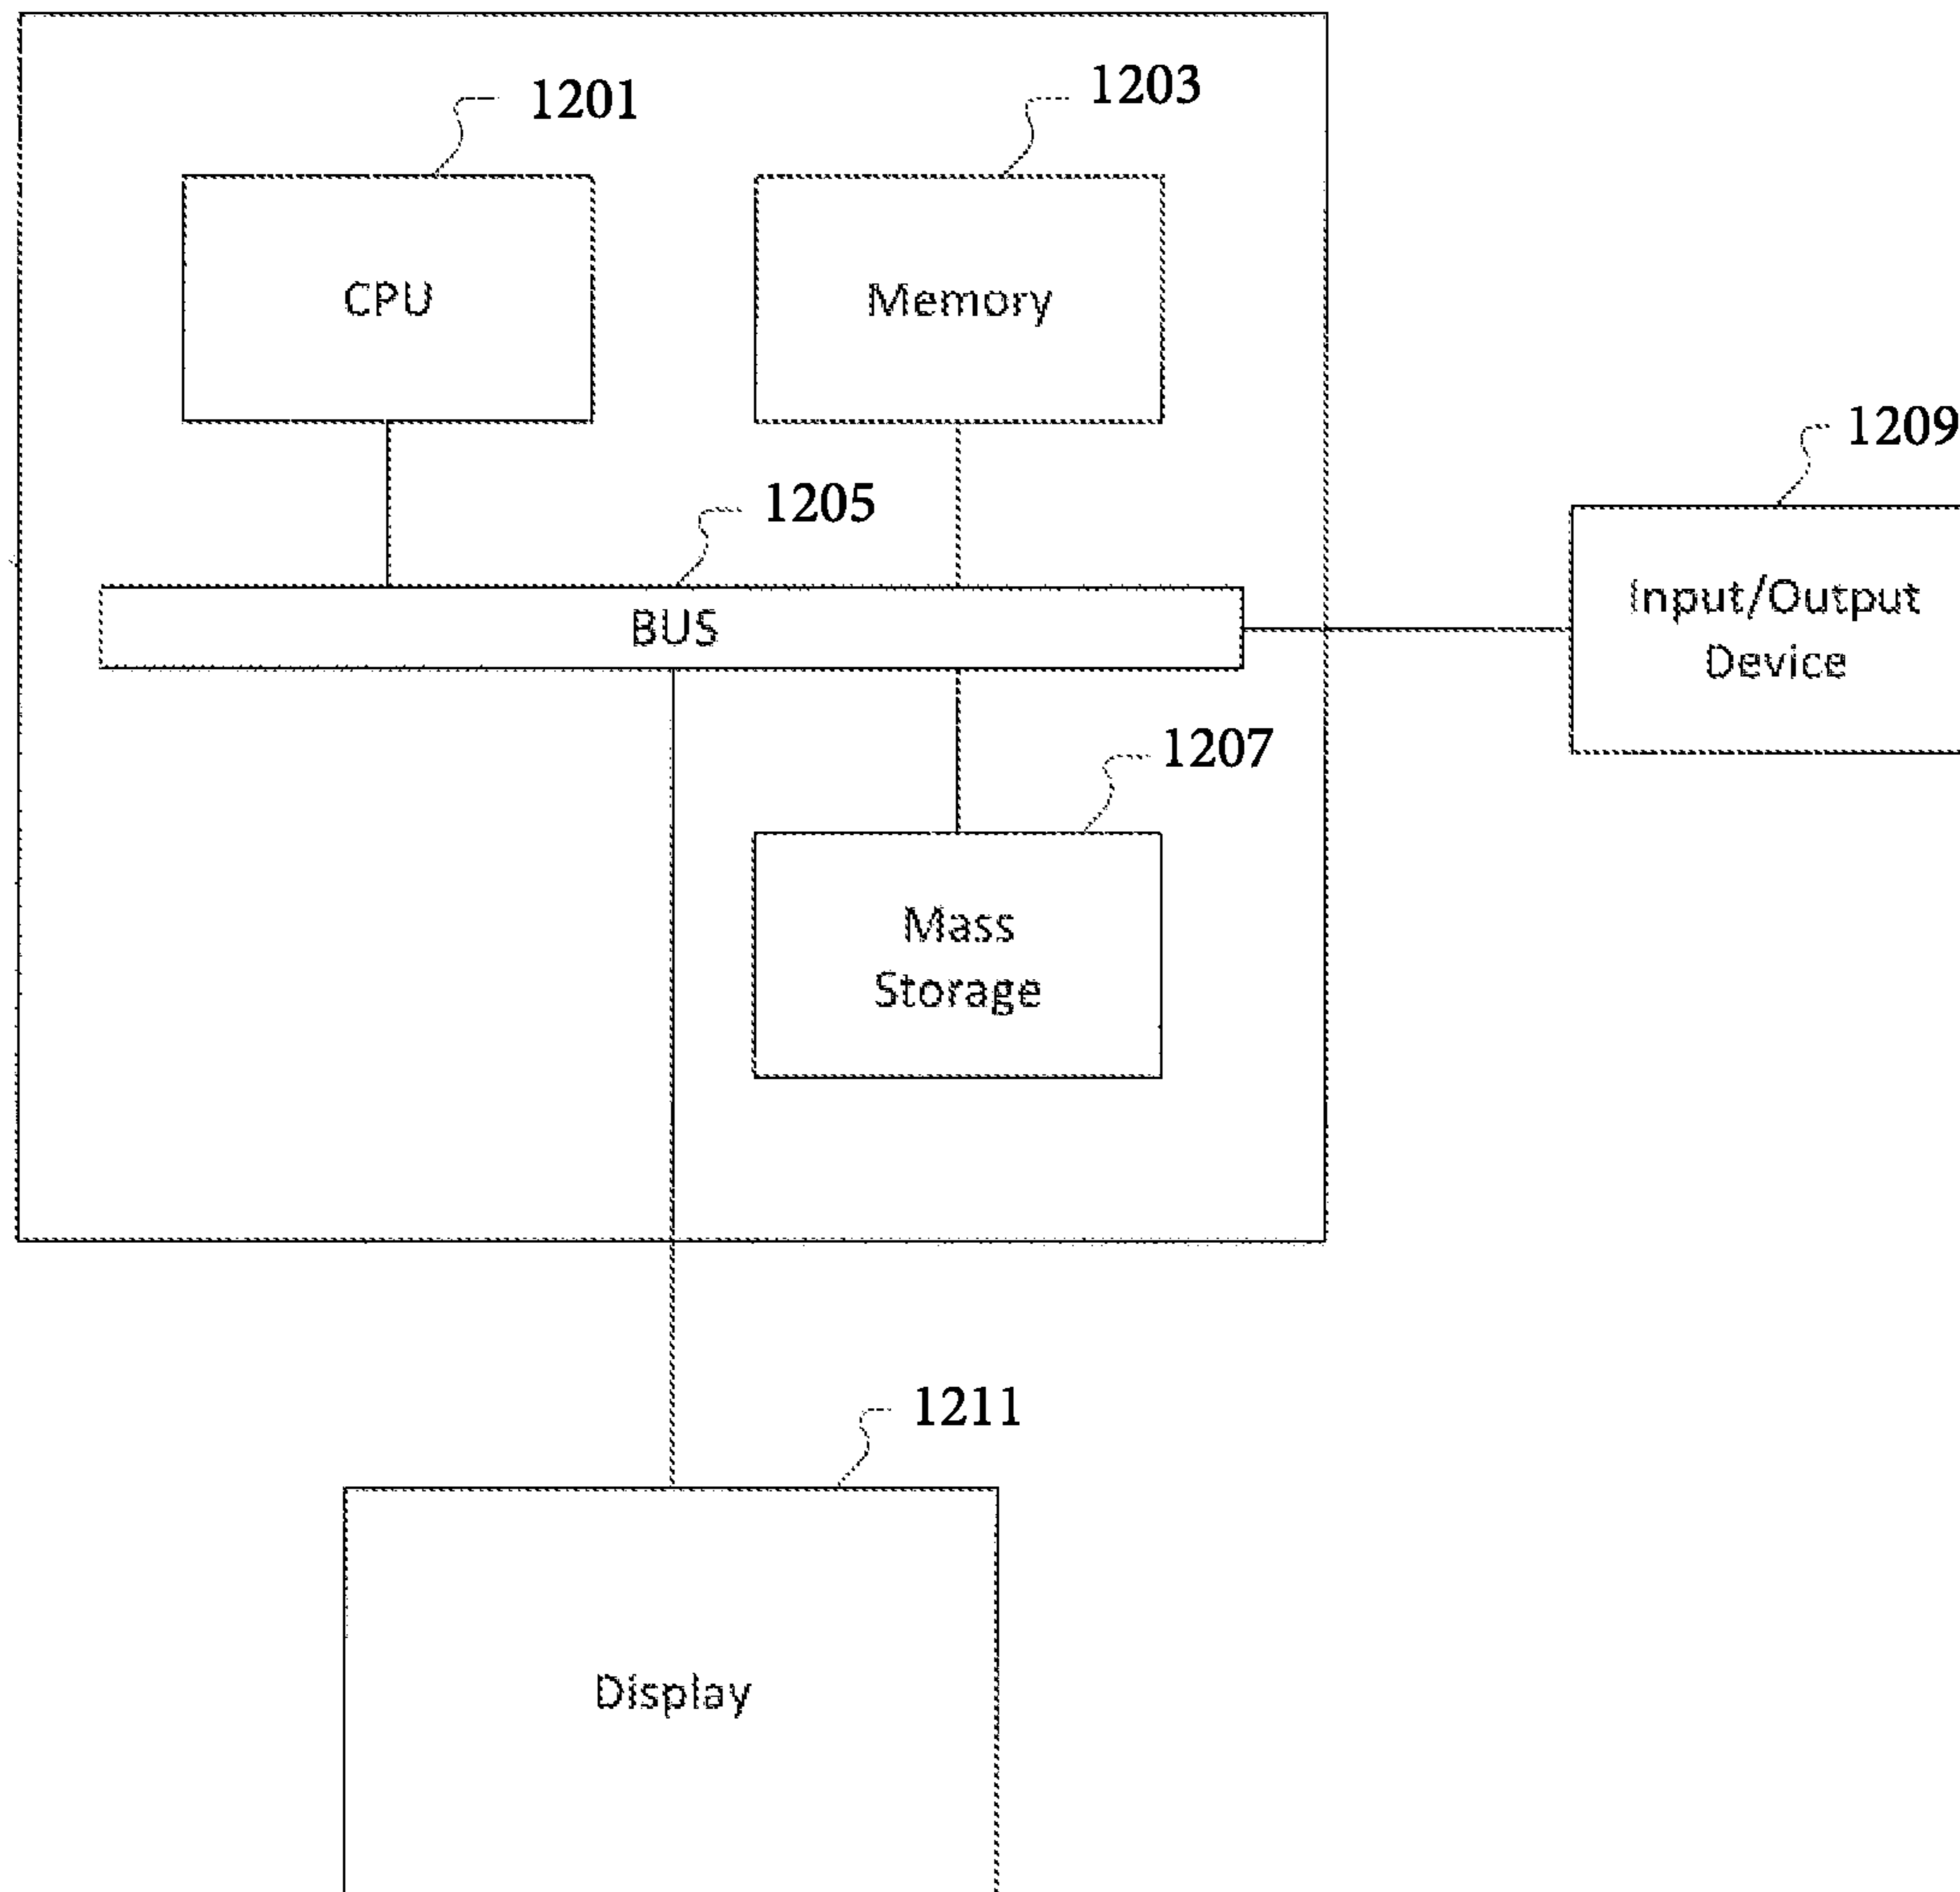 1201
1203
CPU
Memory
1209
1205
Input/Output
Device
BUS
1207
Mass
Storage
1211
Display